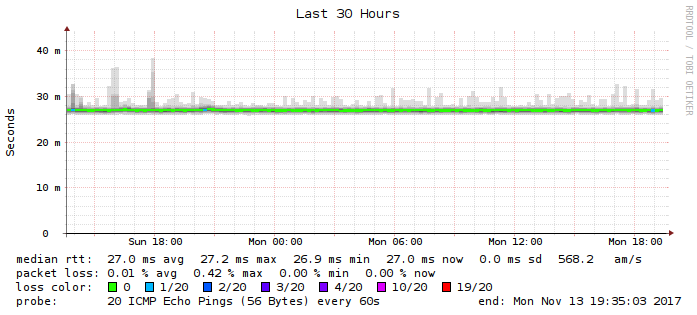 Last 30 Hours
RRDTOOL / TOBI OETIKER
Seconds
40 m
30 m
20 m
10 m
0
Sun 18:00 Mon 00:00 Mon 06:00 Mon 12:00 Mon 18:00
median rtt: 27.0 ms avg 27.2 ms max 26.9 ms min 27.0 ms now 0.0 ms sd 568.2 am/s
packet loss: 0.01 % avg 0.42 % max 0.00 % min 0.00 % now
loss color: 0 1/20 2/20 3/20 4/20 10/20 19/20
probe: 20 ICMP Echo Pings (56 Bytes) every 60s end: Mon Nov 13 19:35:03 2017